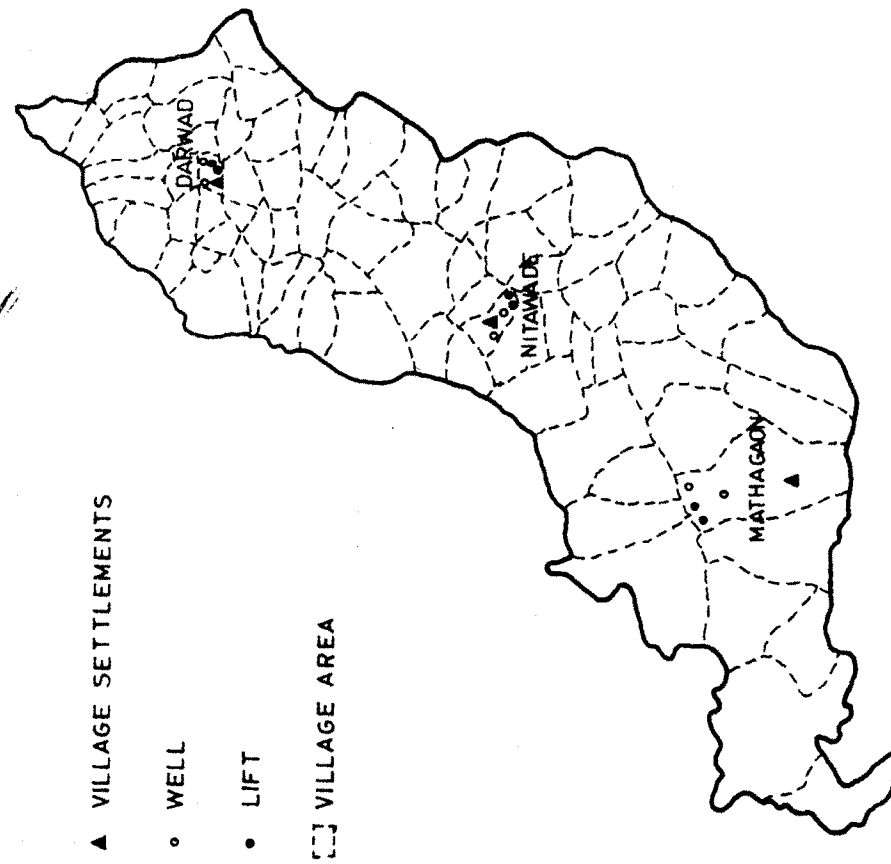 VILLAGE SETTLEMENTS
WELL
LIFT
VILLAGE AREA
DARWAD
NITAWADE
MATHAGAON